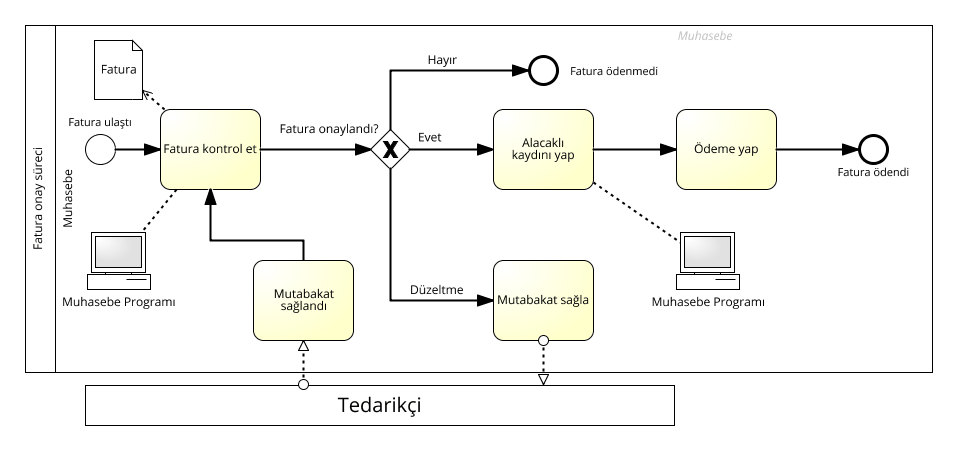 Muhasebe
Fatura
Hayır
Fatura ödenmedi
Fatura ulaştı
Fatura onaylandı?
Evet
Fatura kontrol et
Alacaklı
kaydını yap
Ödeme yap
Fatura ödendi
Fatura onay süreci
Muhasebe
Muhasebe Programı
Mutabakat
sağlandı
Düzeltme
Mutabakat sağla
Muhasebe Programı
Tedarikçi